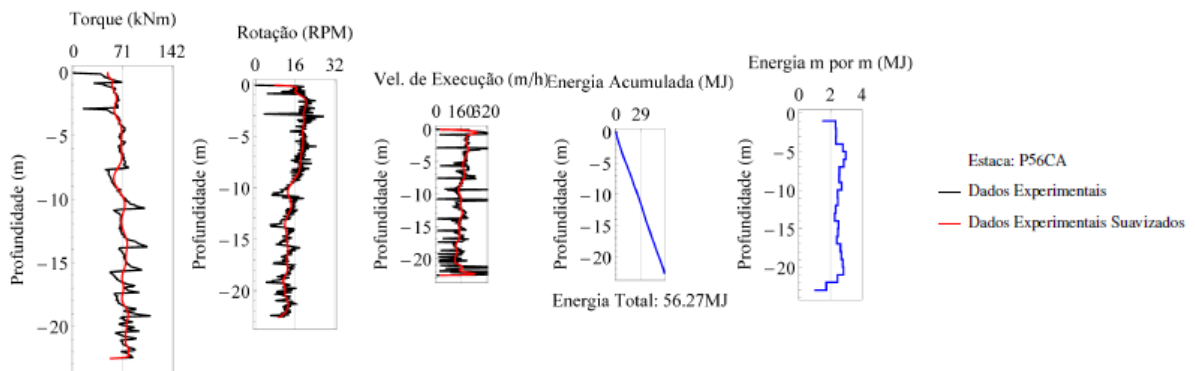 Torque (kNm)
0 71 142
0
−5
−10
−15
−20
Profundidade (m)
Rotação (RPM)
0 16 32
0
−5
−10
−15
−20
Profundidade (m)
Vel. de Execução (m/h)
0 160 320
0
−5
−10
−15
−20
Profundidade (m)
Energia Acumulada (MJ)
0 29
0
−5
−10
−15
−20
Profundidade (m)
Energia Total: 56.27MJ
Energia m por m (MJ)
0 2 4
0
−5
−10
−15
−20
Profundidade (m)
Estaca: P56CA
Dados Experimentais
Dados Experimentais Suavizados